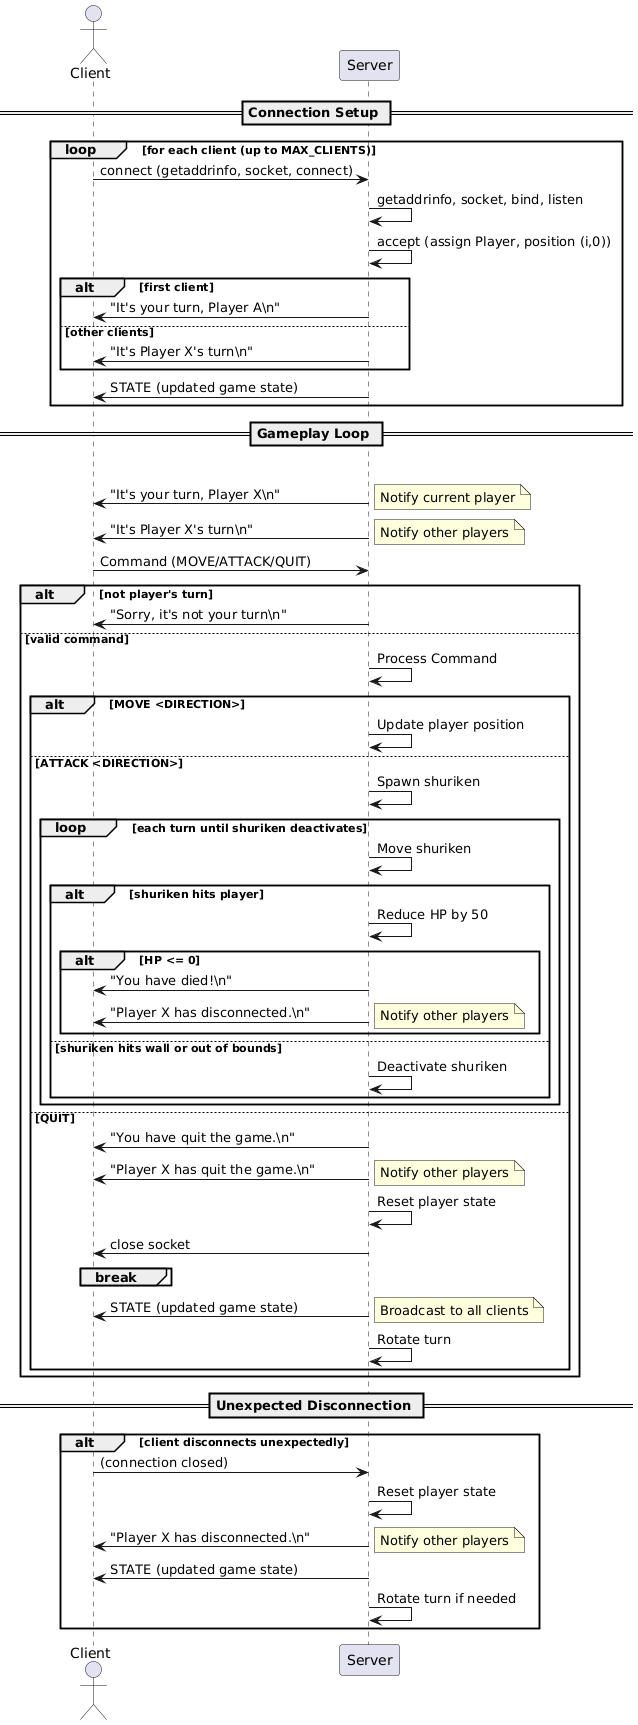 Client
Server
Connection Setup
loop [for each client (up to MAX_CLIENTS)]
connect (getaddrinfo, socket, connect)
getaddrinfo, socket, bind, listen
accept (assign Player, position (i,0))
alt [first client]
"It's your turn, Player A\n"
[other clients]
"It's Player X's turn\n"
STATE (updated game state)
Gameplay Loop
"It's your turn, Player X\n" Notify current player
"It's Player X's turn\n" Notify other players
Command (MOVE/ATTACK/QUIT)
alt [not player's turn]
"Sorry, it's not your turn\n"
[valid command]
Process Command
alt [MOVE <DIRECTION>]
Update player position
[ATTACK <DIRECTION>]
Spawn shuriken
loop [each turn until shuriken deactivates]
Move shuriken
alt [shuriken hits player]
Reduce HP by 50
alt [HP <= 0]
"You have died!\n"
"Player X has disconnected.\n" Notify other players
[shuriken hits wall or out of bounds]
Deactivate shuriken
[QUIT]
"You have quit the game.\n"
"Player X has quit the game.\n" Notify other players
Reset player state
close socket
break
STATE (updated game state) Broadcast to all clients
Rotate turn
Unexpected Disconnection
alt [client disconnects unexpectedly]
(connection closed)
Reset player state
"Player X has disconnected.\n" Notify other players
STATE (updated game state)
Rotate turn if needed
Client
Server